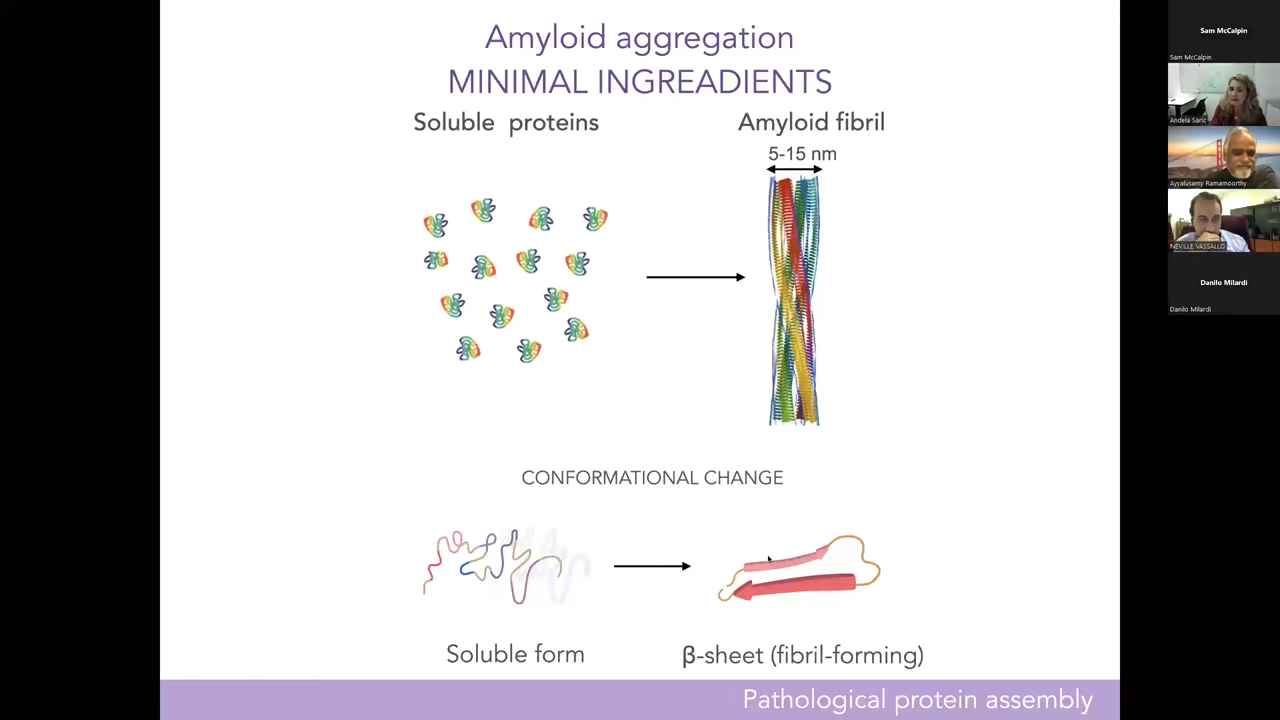 Amyloid aggregation
MINIMAL INGREADIENTS
Soluble proteins
Amyloid fibril
5-15 nm
CONFORMATIONAL CHANGE
Soluble form
β-sheet (fibril-forming)
Pathological protein assembly
Sam McCalpin
Sam McCalpin
Andela Saric
Ayyalusamy Ramamoorthy
NEVILLE VASSALLO
Danilo Milardi
Danilo Milardi